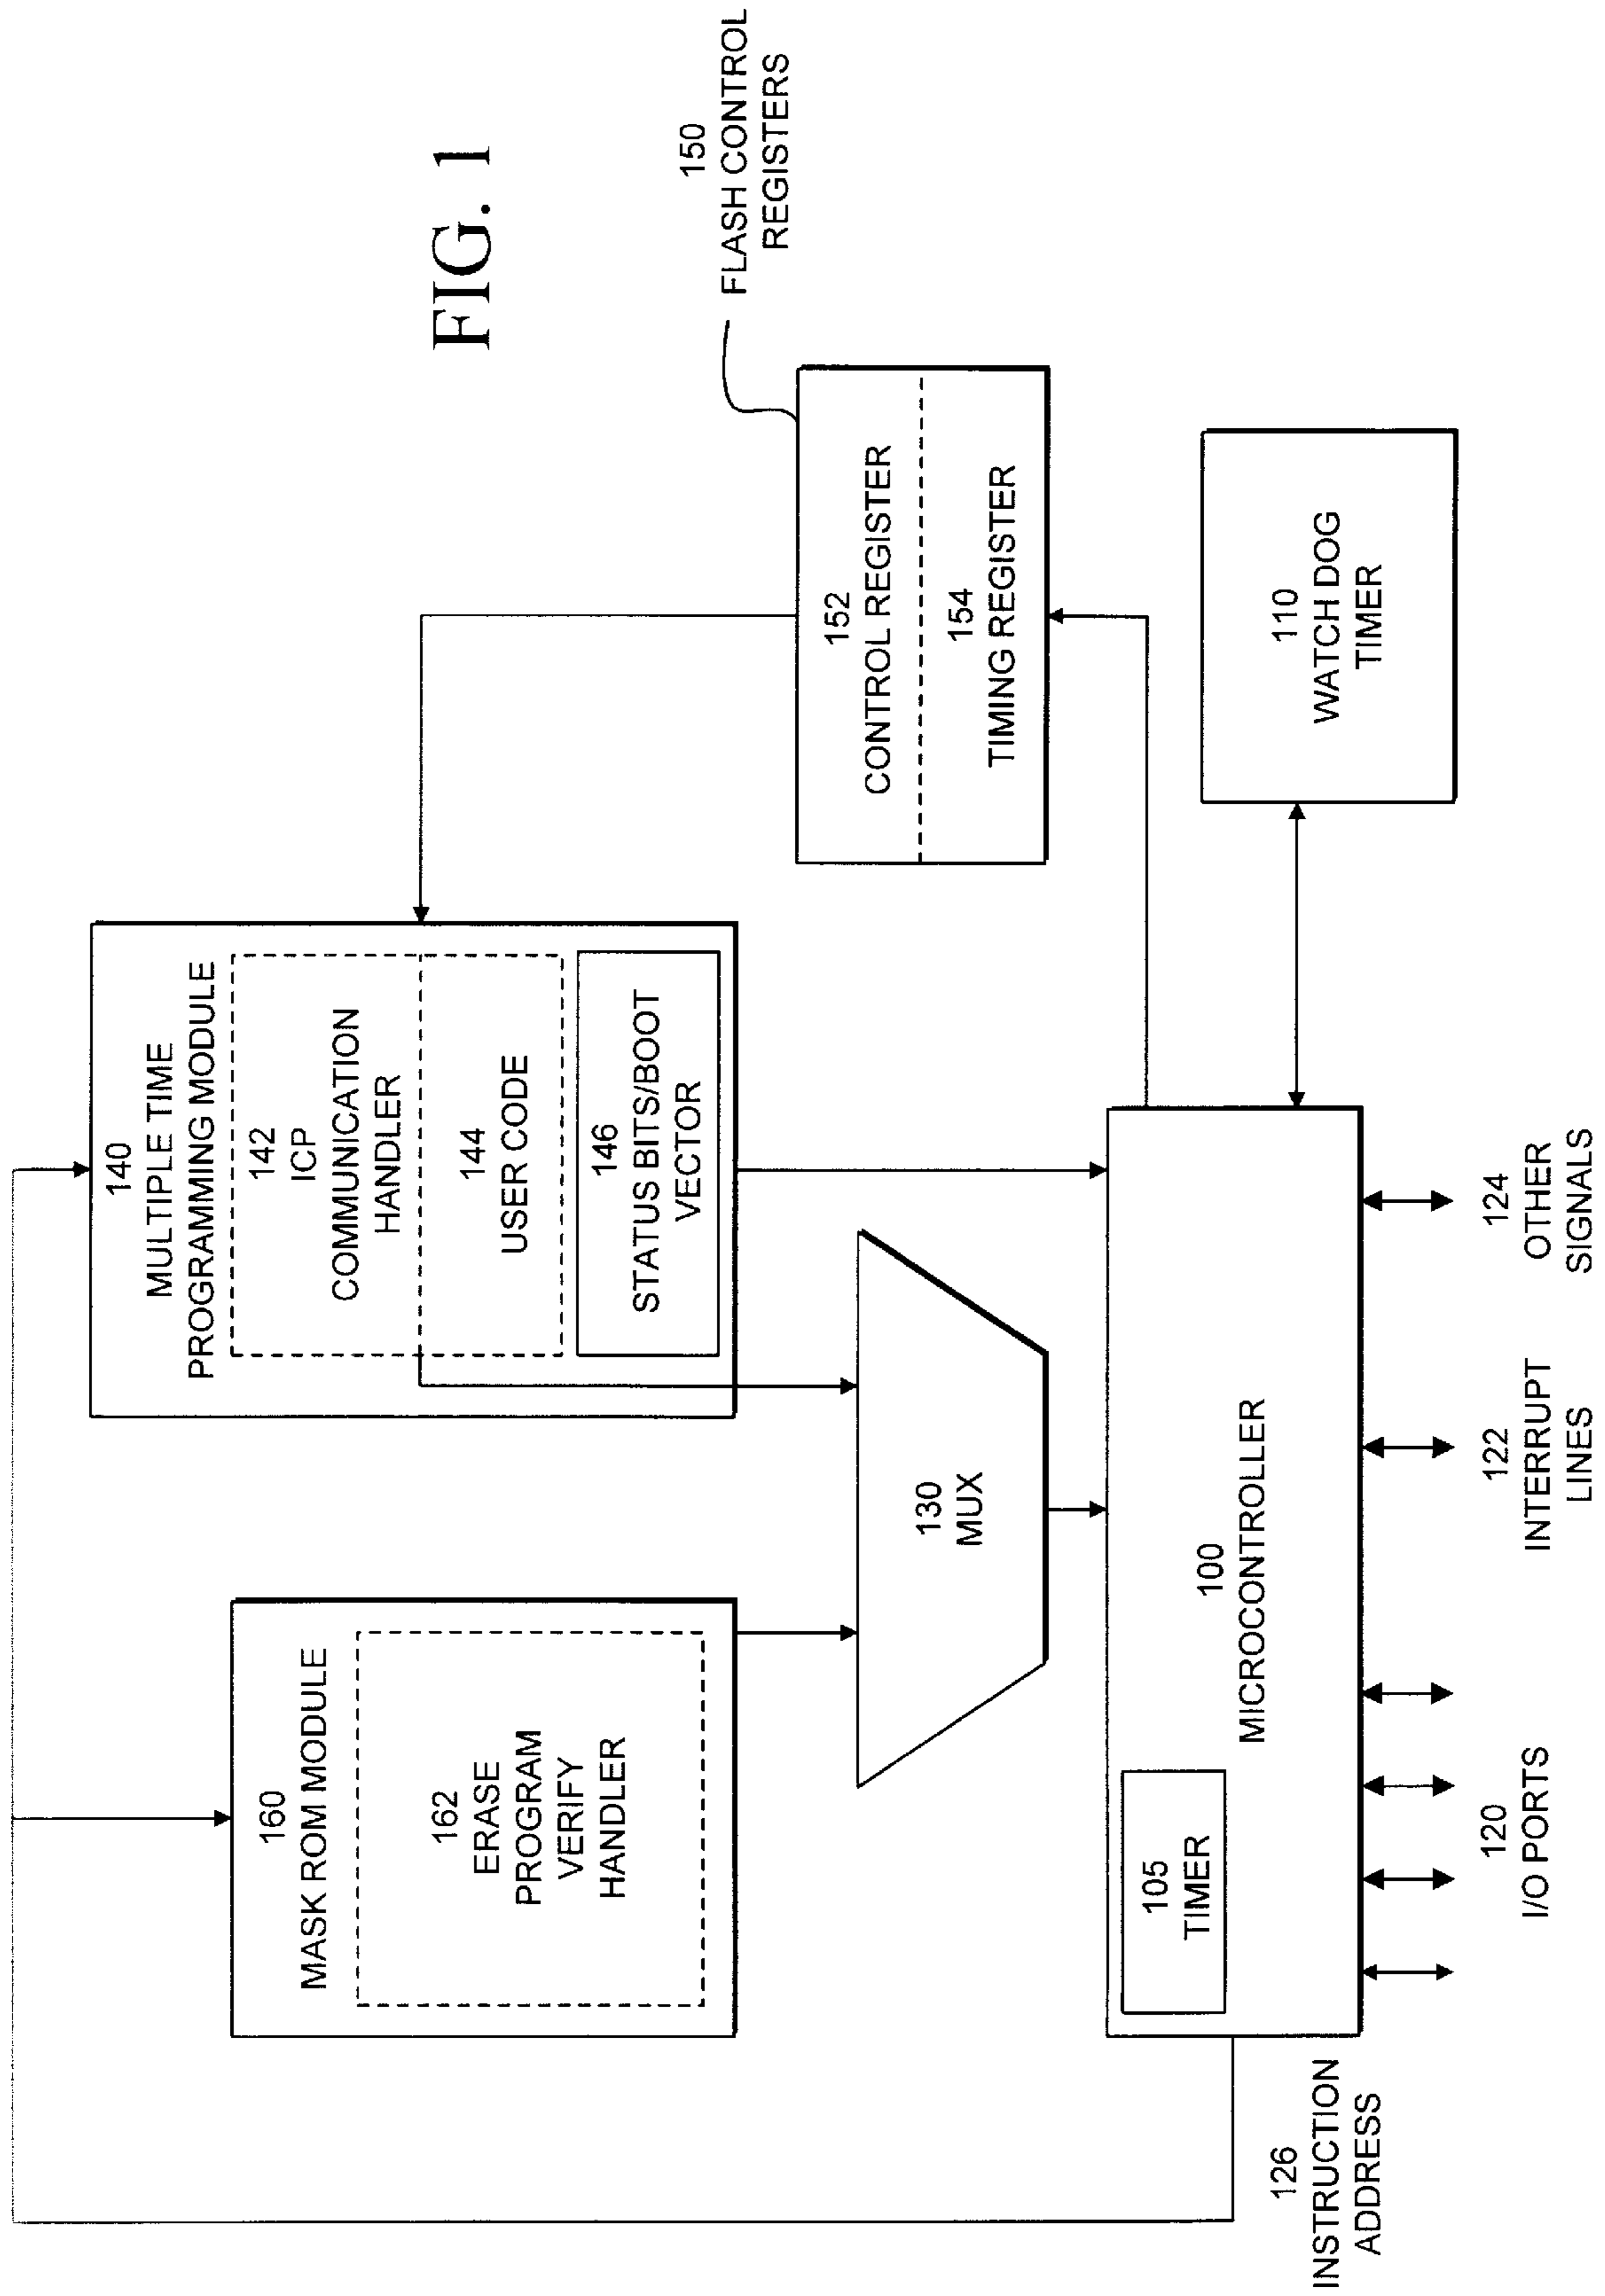 FIG. 1
140
MULTIPLE TIME
PROGRAMMING MODULE
142
ICP
COMMUNICATION
HANDLER
144
USER CODE
146
STATUS BITS/BOOT
VECTOR
160
MASK ROM MODULE
162
ERASE
PROGRAM
VERIFY
HANDLER
150
FLASH CONTROL
REGISTERS
152
CONTROL REGISTER
154
TIMING REGISTER
130
MUX
105
TIMER
100
MICROCONTROLLER
110
WATCH DOG
TIMER
126
INSTRUCTION
ADDRESS
120
I/O PORTS
122
INTERRUPT
LINES
124
OTHER
SIGNALS